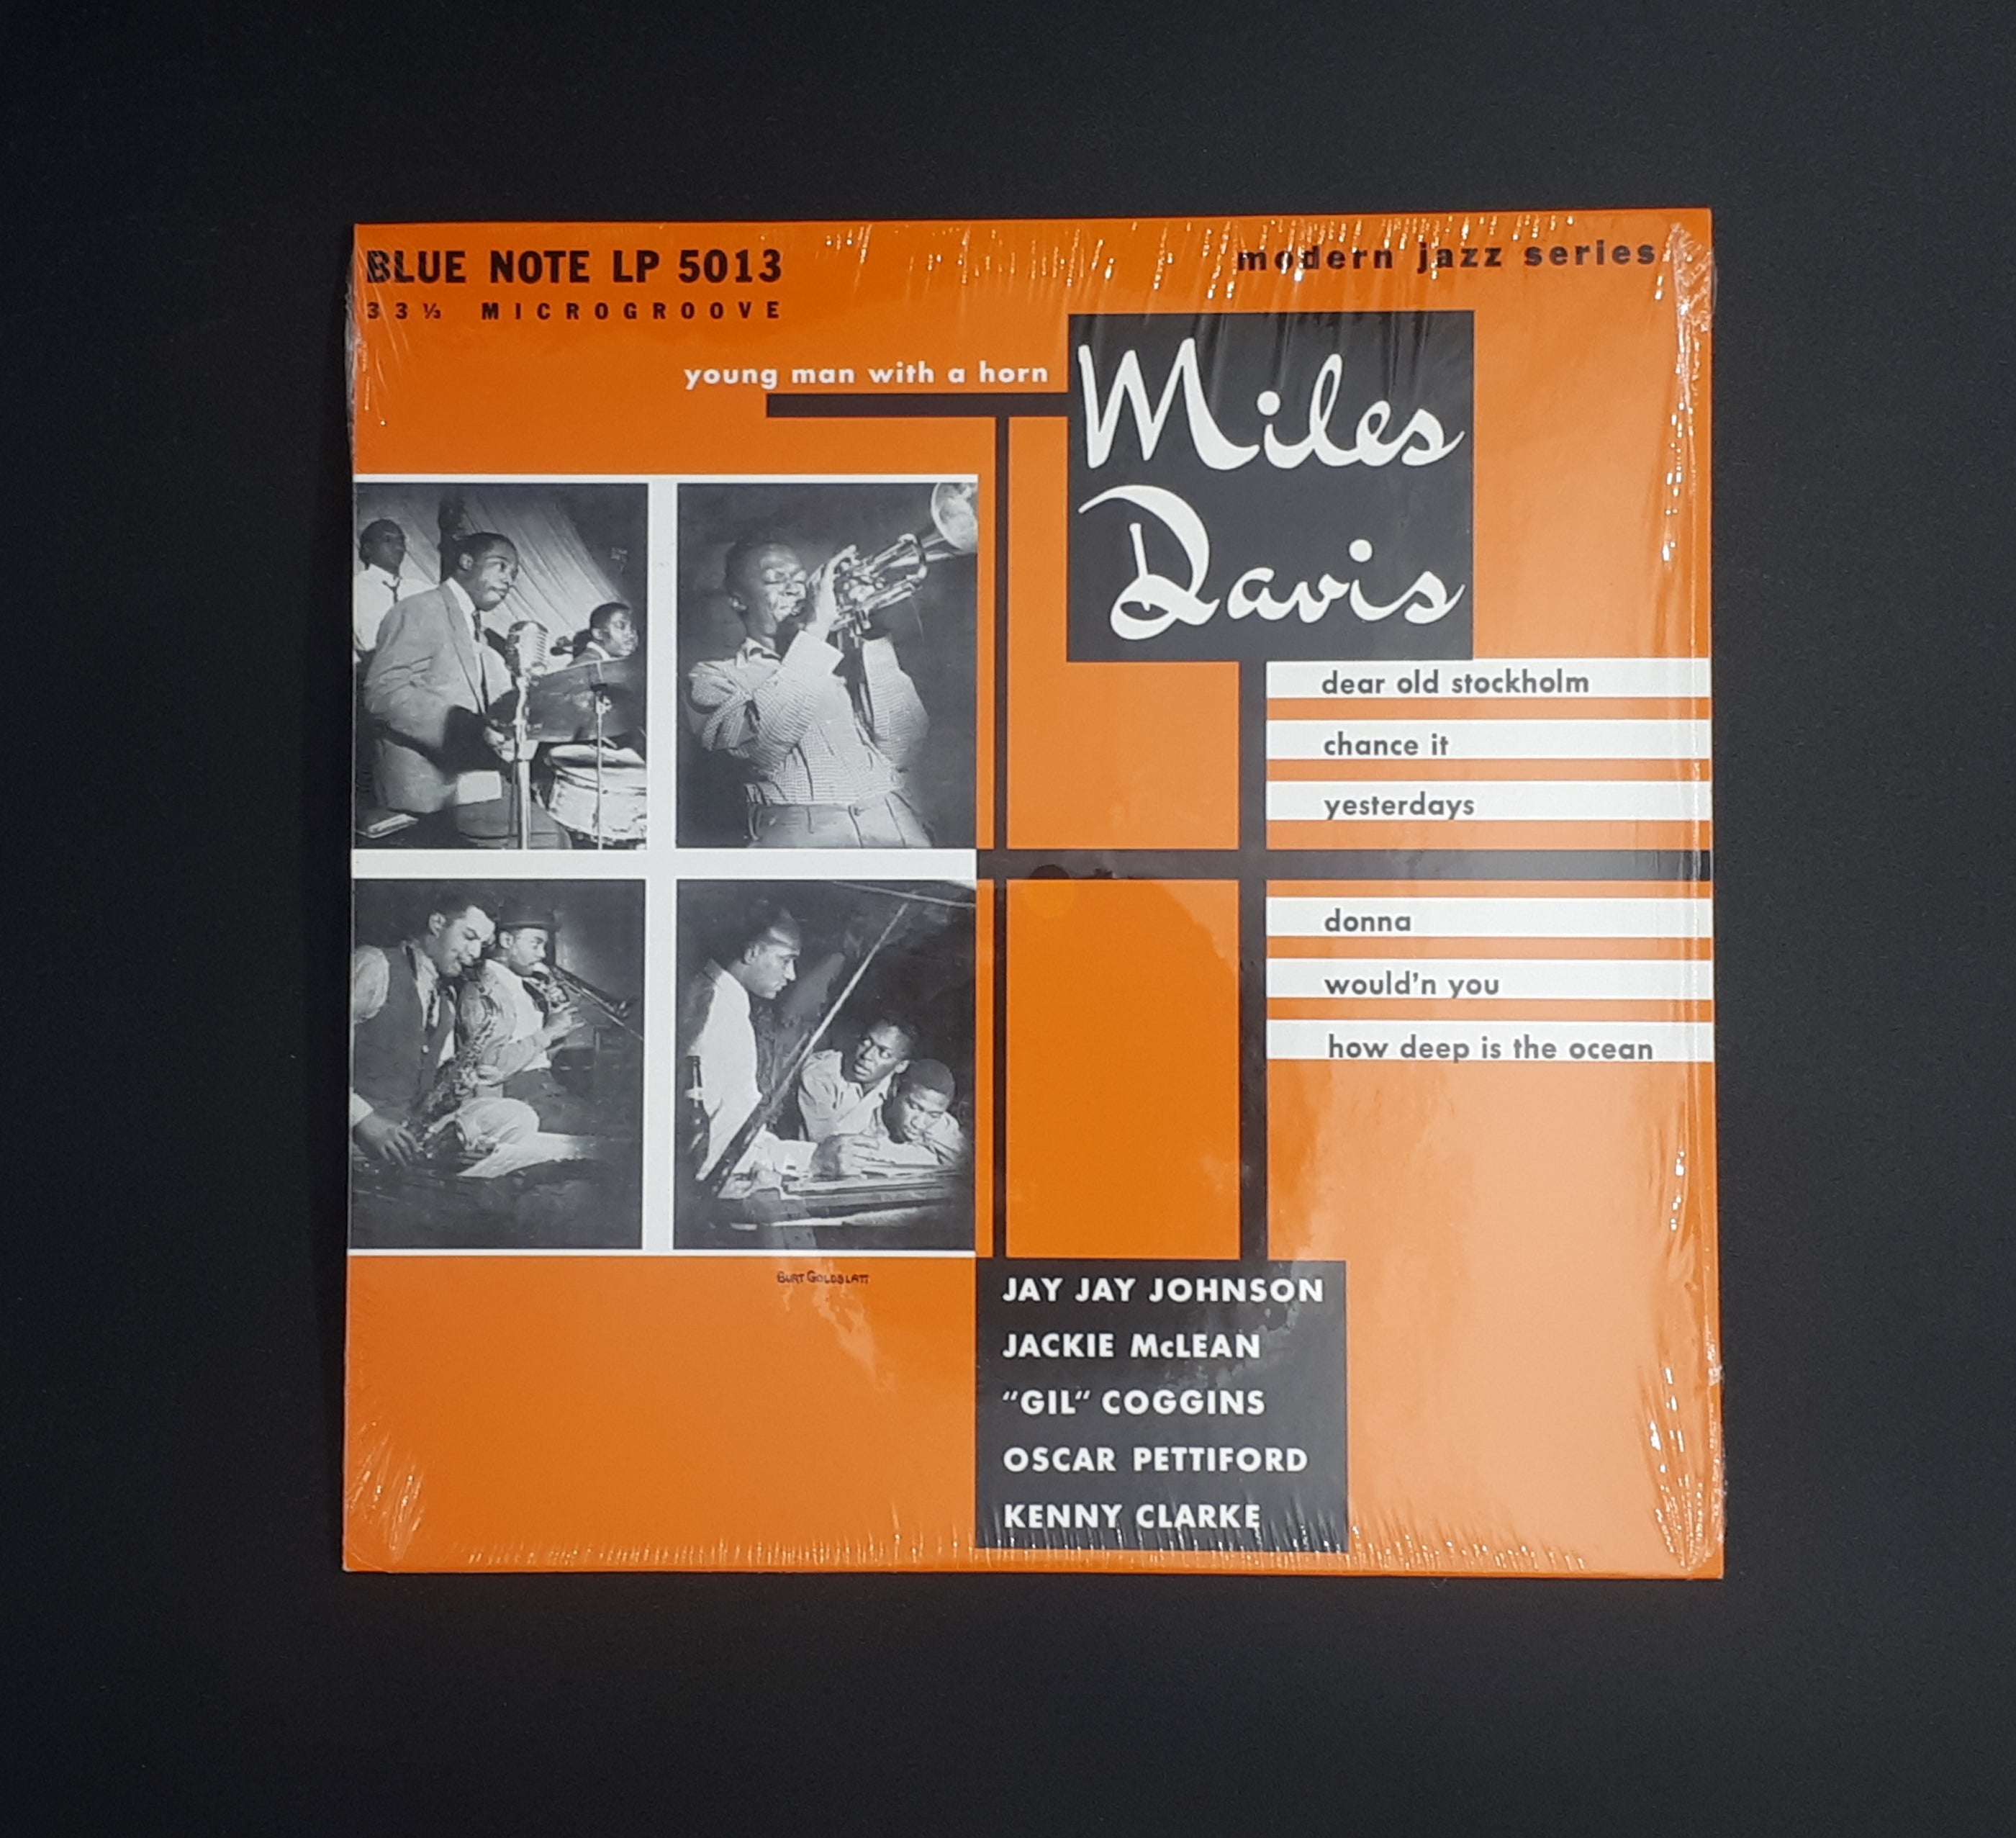 BLUE NOTE LP 5013
modern jazz series
33⅓ MICROGROOVE
young man with a horn
Miles
Davis
dear old stockholm
chance it
yesterdays
donna
would'n you
how deep is the ocean
BURT GOLDBLATT
JAY JAY JOHNSON
JACKIE McLEAN
“GIL“ COGGINS
OSCAR PETTIFORD
KENNY CLARKE